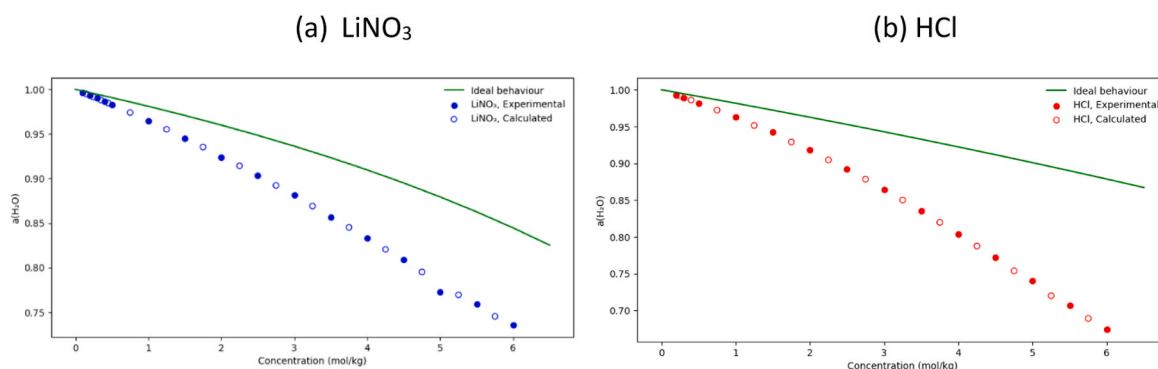 (a) LiNO₃
(b) HCl
1.00
0.95
0.90
0.85
0.80
0.75
a(H₂O)
Ideal behaviour
LiNO₃, Experimental
LiNO₃, Calculated
0 1 2 3 4 5 6
Concentration (mol/kg)
1.00
0.95
0.90
0.85
0.80
0.75
0.70
a(H₂O)
Ideal behaviour
HCl, Experimental
HCl, Calculated
0 1 2 3 4 5 6
Concentration (mol/kg)